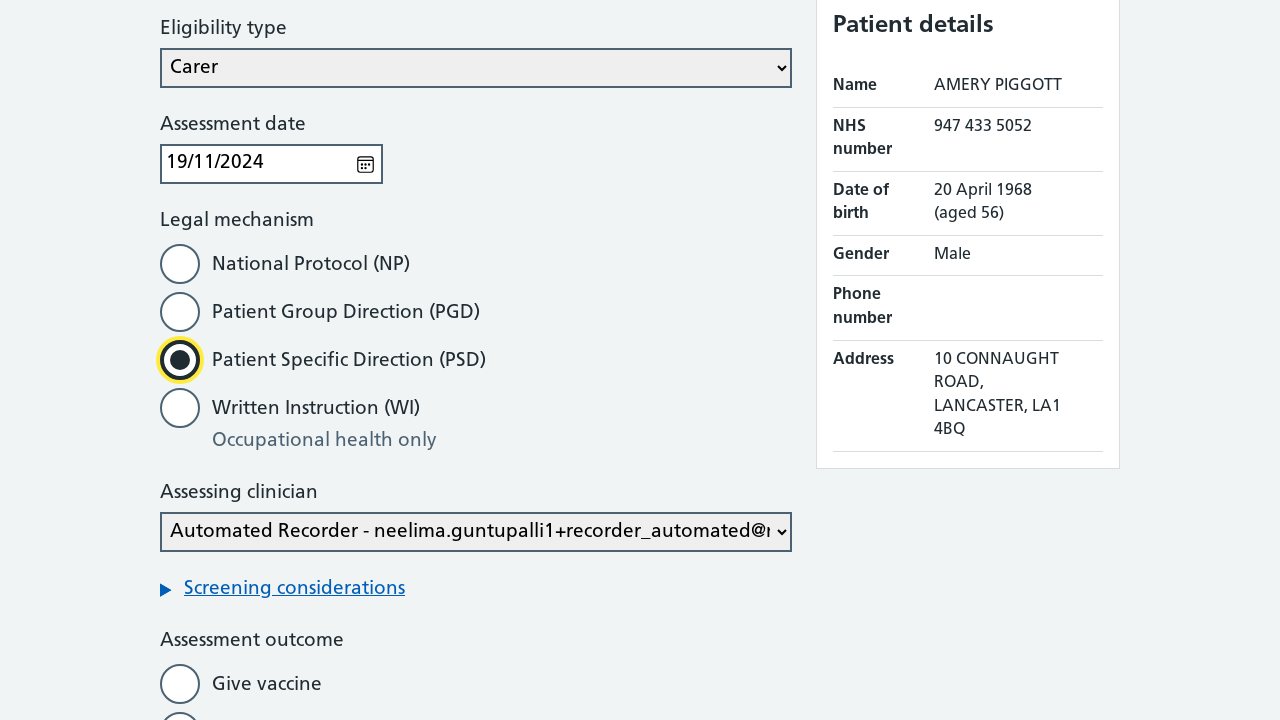 Eligibility type
Carer
Assessment date
19/11/2024
Legal mechanism
National Protocol (NP)
Patient Group Direction (PGD)
Patient Specific Direction (PSD)
Written Instruction (WI)
Occupational health only
Assessing clinician
Automated Recorder - neelima.guntupalli1+recorder_automated@
Screening considerations
Assessment outcome
Give vaccine
Patient details
Name AMERY PIGGOTT
NHS number 947 433 5052
Date of birth 20 April 1968 (aged 56)
Gender Male
Phone number
Address 10 CONNAUGHT
ROAD,
LANCASTER, LA1
4BQ